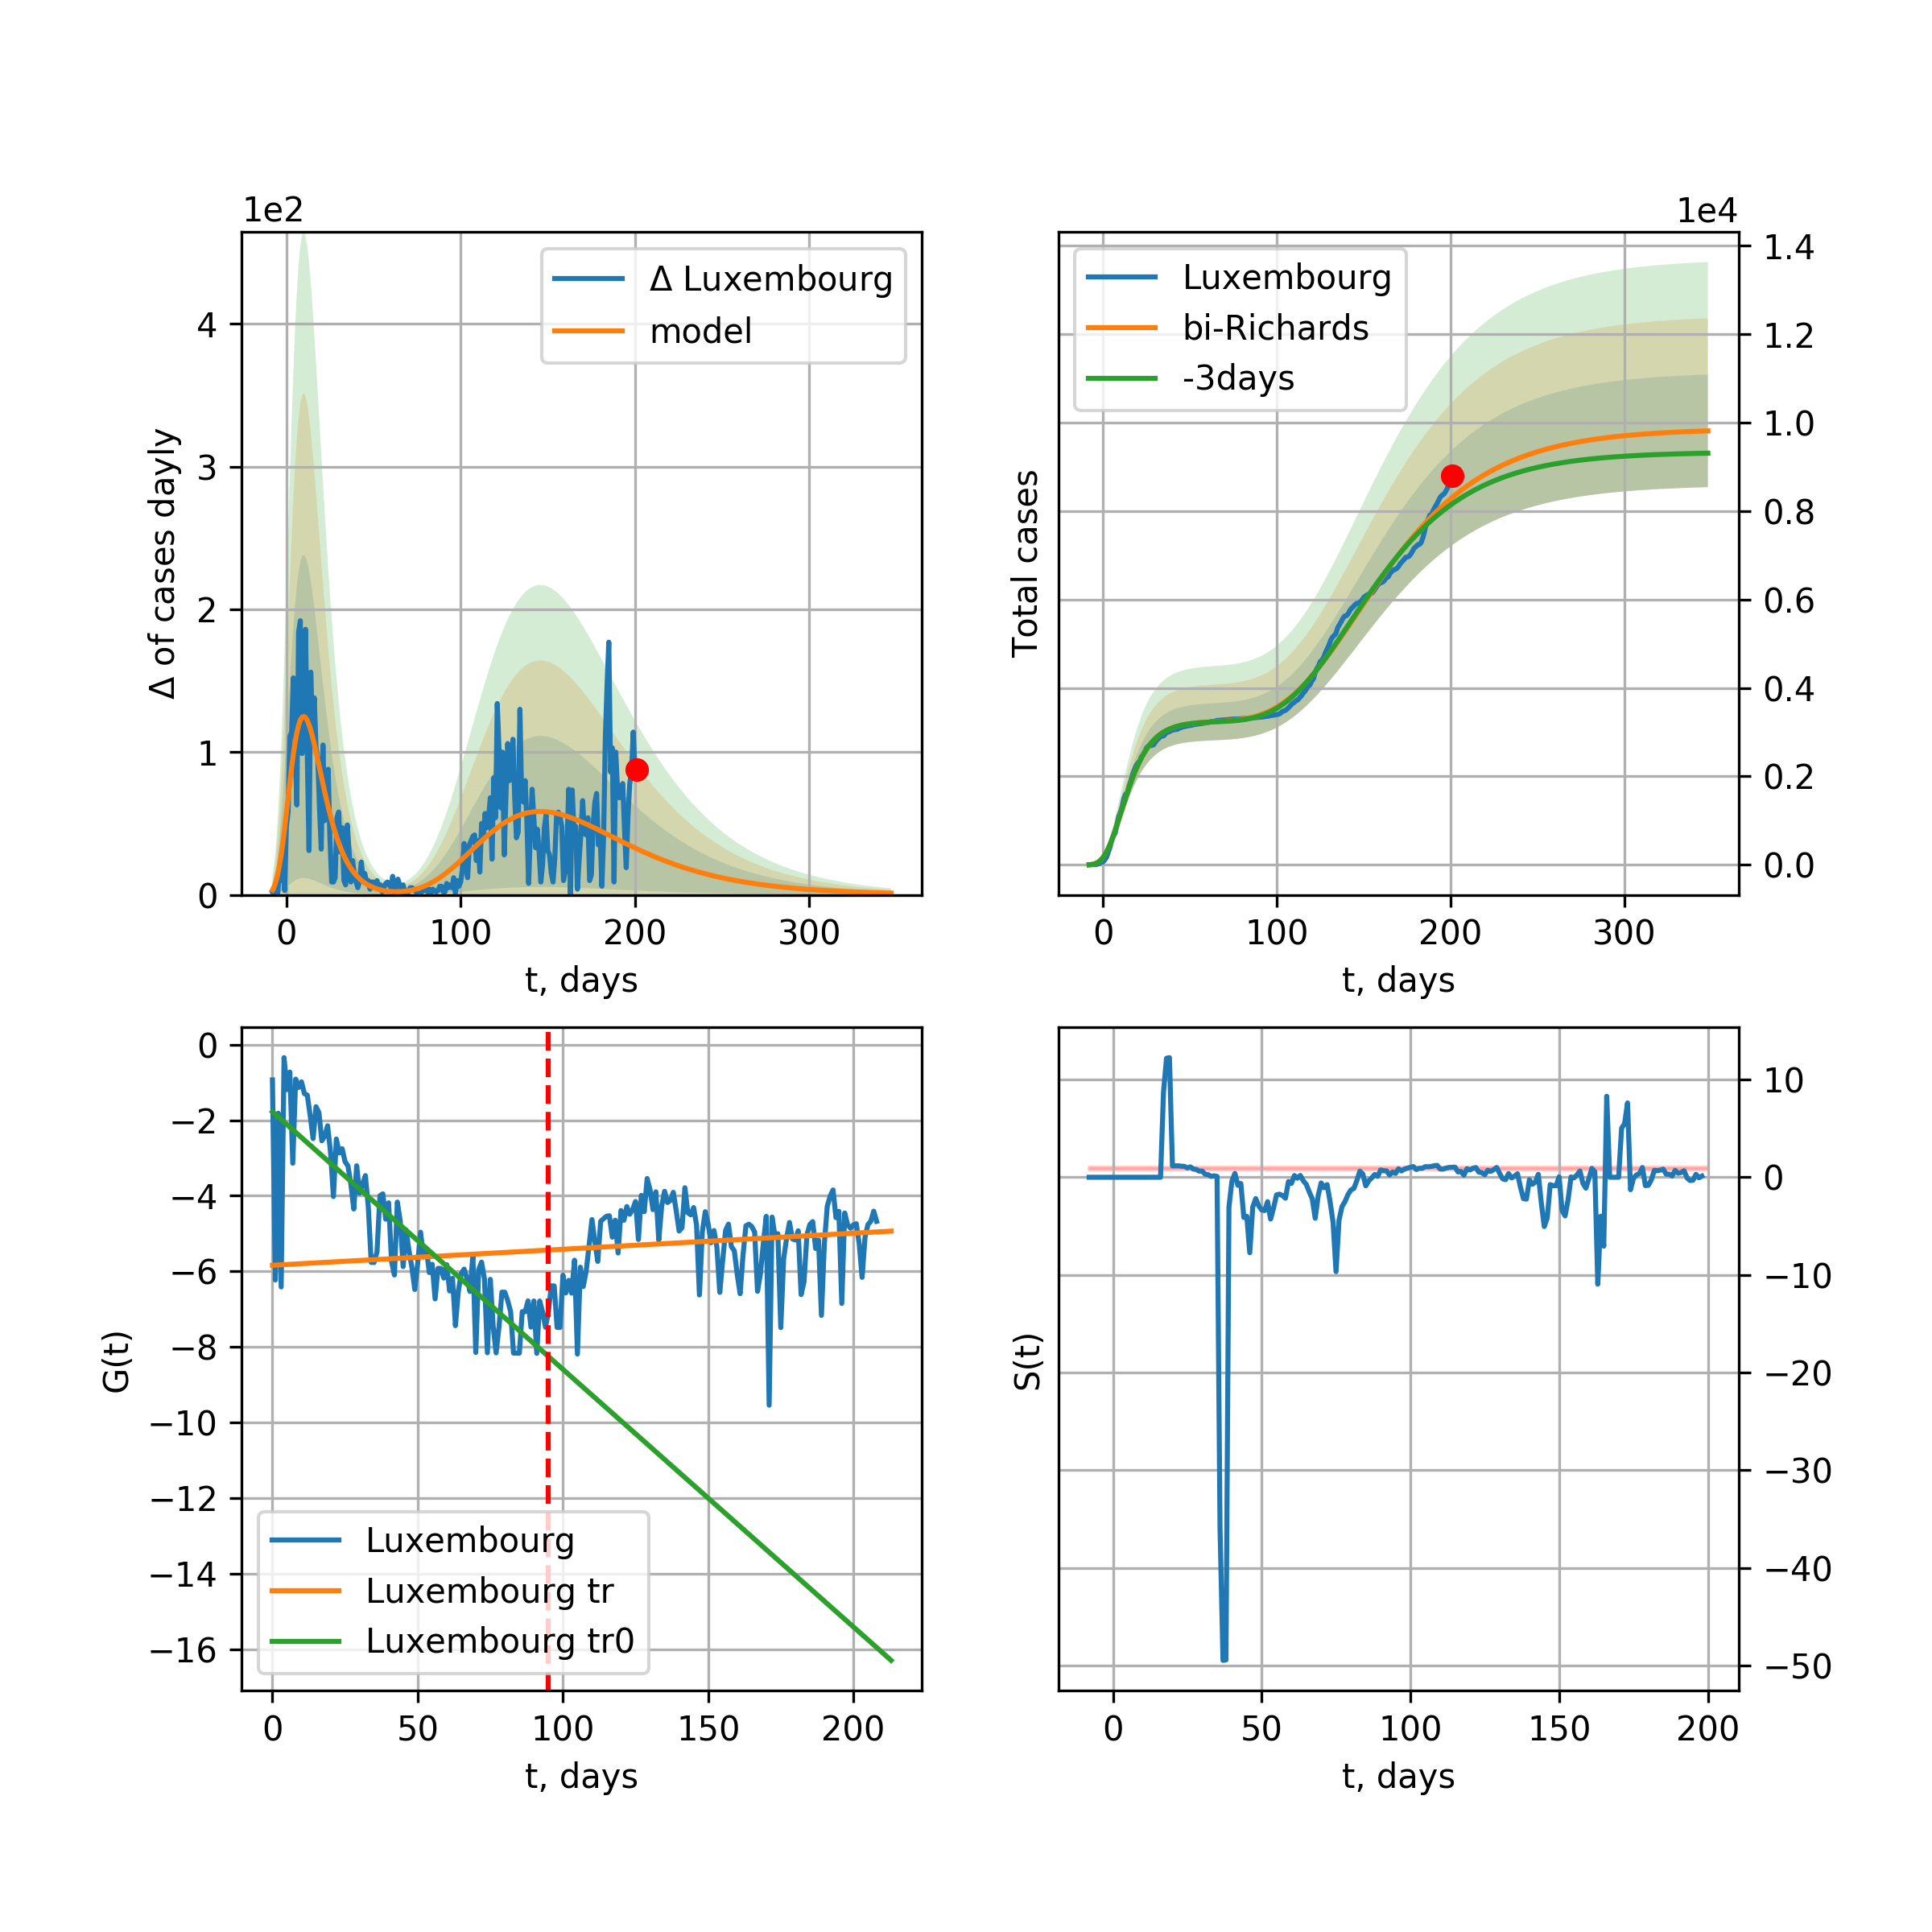 1e2
Δ Luxembourg
model
4
3
2
1
0
Δ of cases dayly
0 100 200 300
t, days
1e4
Luxembourg
bi-Richards
-3days
1.4
1.2
1.0
0.8
0.6
0.4
0.2
0.0
Total cases
0 100 200 300
t, days
0
−2
−4
−6
−8
−10
−12
−14
−16
G(t)
Luxembourg
Luxembourg tr
Luxembourg tr0
0 50 100 150 200
t, days
10
0
−10
−20
−30
−40
−50
S(t)
0 50 100 150 200
t, days